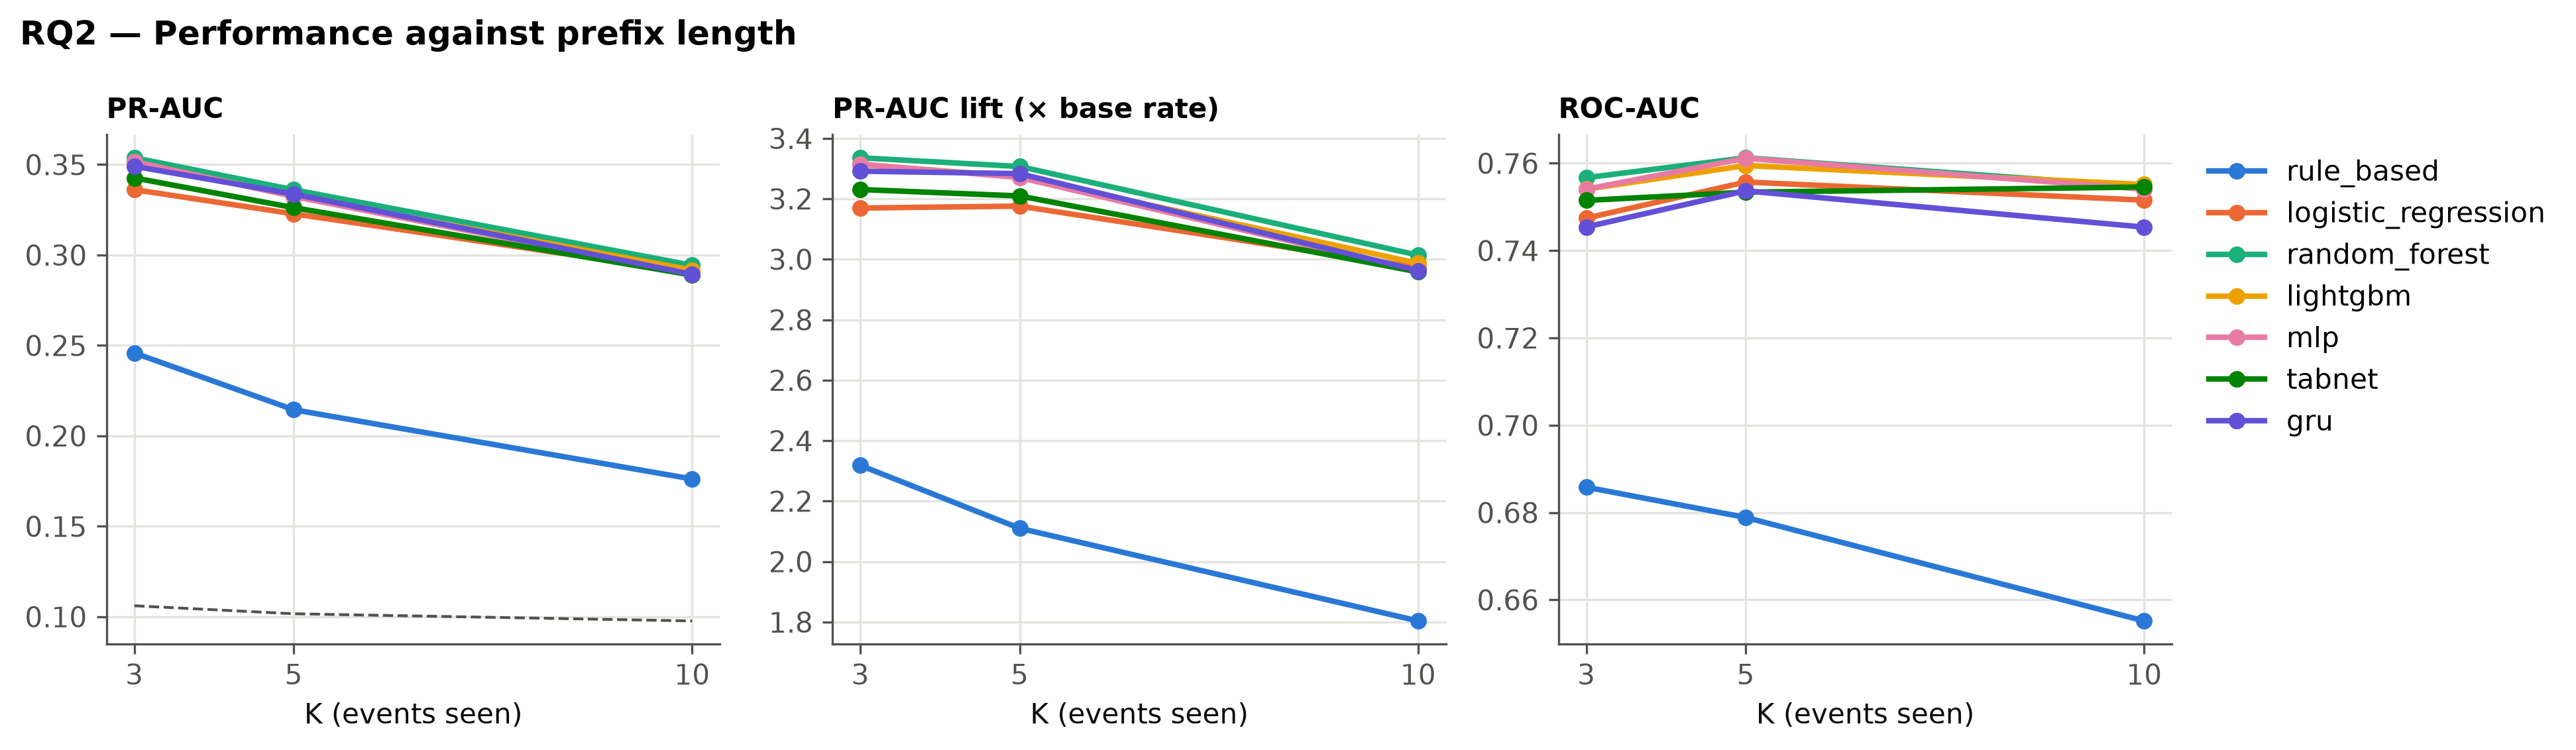 RQ2 — Performance against prefix length
PR-AUC
0.35
0.30
0.25
0.20
0.15
0.10
3 5 10
K (events seen)
PR-AUC lift (× base rate)
3.4
3.2
3.0
2.8
2.6
2.4
2.2
2.0
1.8
3 5 10
K (events seen)
ROC-AUC
0.76
0.74
0.72
0.70
0.68
0.66
3 5 10
K (events seen)
rule_based
logistic_regression
random_forest
lightgbm
mlp
tabnet
gru